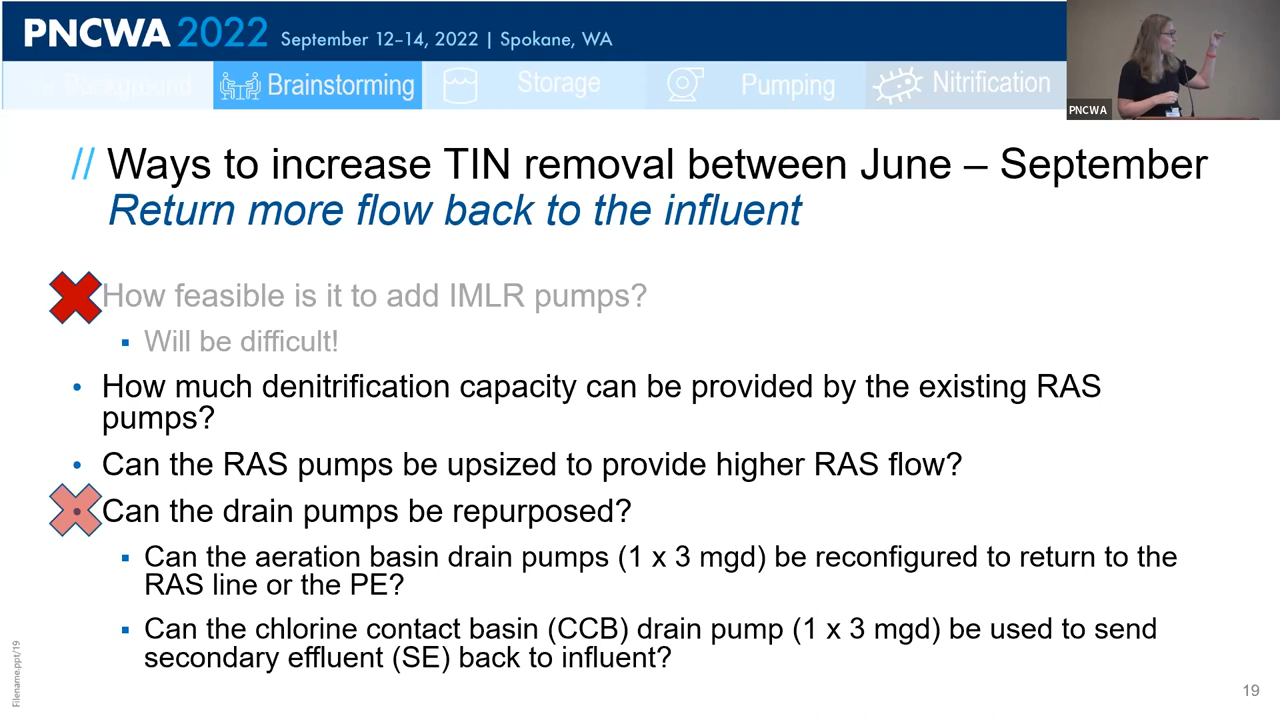 PNCWA 2022 September 12–14, 2022 | Spokane, WA
Background Brainstorming Storage Pumping Nitrification
PNCWA
// Ways to increase TIN removal between June – September
Return more flow back to the influent
How feasible is it to add IMLR pumps?
▪ Will be difficult!
• How much denitrification capacity can be provided by the existing RAS
pumps?
• Can the RAS pumps be upsized to provide higher RAS flow?
• Can the drain pumps be repurposed?
▪ Can the aeration basin drain pumps (1 x 3 mgd) be reconfigured to return to the
RAS line or the PE?
▪ Can the chlorine contact basin (CCB) drain pump (1 x 3 mgd) be used to send
secondary effluent (SE) back to influent?
Filename.ppt/19
19